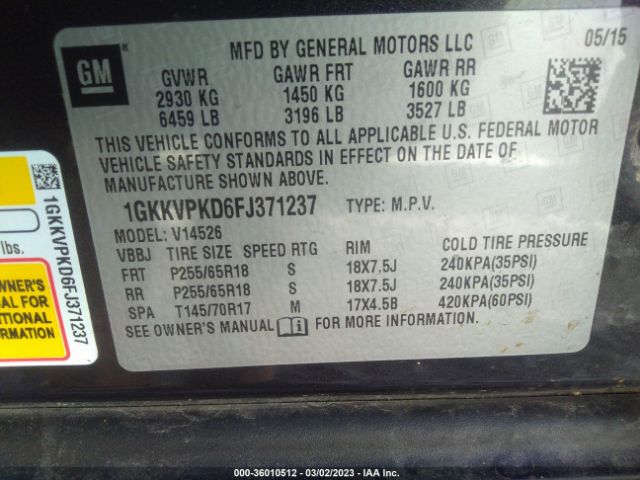 GM
MFD BY GENERAL MOTORS LLC
05/15
GVWR GAWR FRT GAWR RR
2930 KG 1450 KG 1600 KG
6459 LB 3196 LB 3527 LB
THIS VEHICLE CONFORMS TO ALL APPLICABLE U.S. FEDERAL MOTOR
VEHICLE SAFETY STANDARDS IN EFFECT ON THE DATE OF
MANUFACTURE SHOWN ABOVE.
1GKKVPKD6FJ371237 TYPE: M.P.V.
MODEL: V14526
VBBJ TIRE SIZE SPEED RTG RIM COLD TIRE PRESSURE
FRT P255/65R18 S 18X7.5J 240KPA(35PSI)
RR P255/65R18 S 18X7.5J 240KPA(35PSI)
SPA T145/70R17 M 17X4.5B 420KPA(60PSI)
SEE OWNER'S MANUAL FOR MORE INFORMATION.
1GKKVPKD6FJ371237
lbs.
OWNER'S
FOR
000-36010512 — 03/02/2023 — IAA Inc.